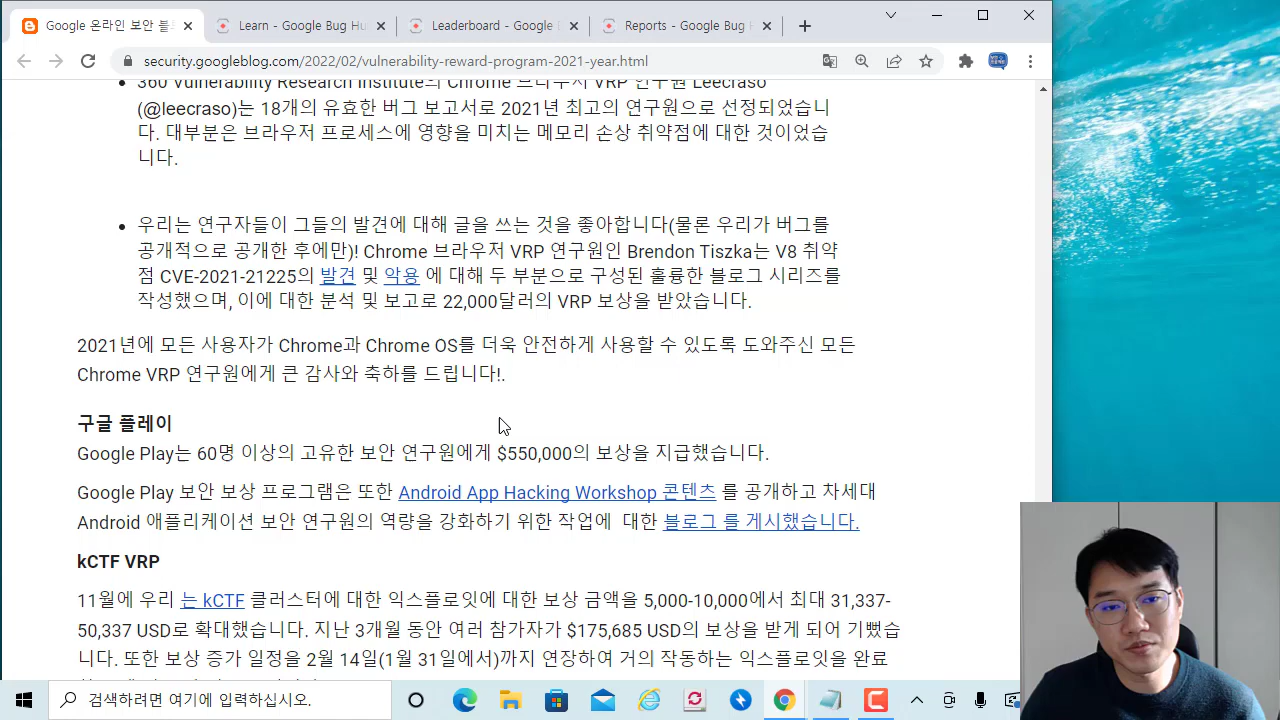 Google 온라인 보안 블
Learn - Google Bug Hu
Leaderboard - Google
Reports - Google Bug
security.googleblog.com/2022/02/vulnerability-reward-program-2021-year.html
360 Vulnerability Research Institute의 Chrome 브라우저 VRP 연구원 Leecraso
(@leecraso)는 18개의 유효한 버그 보고서로 2021년 최고의 연구원으로 선정되었습니
다. 대부분은 브라우저 프로세스에 영향을 미치는 메모리 손상 취약점에 대한 것이었습
니다.
우리는 연구자들이 그들의 발견에 대해 글을 쓰는 것을 좋아합니다(물론 우리가 버그를
공개적으로 공개한 후에만)! Chrome 브라우저 VRP 연구원인 Brendon Tiszka는 V8 취약
점 CVE-2021-21225의 발견 및 악용 에 대해 두 부분으로 구성된 훌륭한 블로그 시리즈를
작성했으며, 이에 대한 분석 및 보고로 22,000달러의 VRP 보상을 받았습니다.
2021년에 모든 사용자가 Chrome과 Chrome OS를 더욱 안전하게 사용할 수 있도록 도와주신 모든
Chrome VRP 연구원에게 큰 감사와 축하를 드립니다!.
구글 플레이
Google Play는 60명 이상의 고유한 보안 연구원에게 $550,000의 보상을 지급했습니다.
Google Play 보안 보상 프로그램은 또한 Android App Hacking Workshop 콘텐츠 를 공개하고 차세대
Android 애플리케이션 보안 연구원의 역량을 강화하기 위한 작업에 대한 블로그 를 게시했습니다.
kCTF VRP
11월에 우리 는 kCTF 클러스터에 대한 익스플로잇에 대한 보상 금액을 5,000-10,000에서 최대 31,337-
50,337 USD로 확대했습니다. 지난 3개월 동안 여러 참가자가 $175,685 USD의 보상을 받게 되어 기뻤습
니다. 또한 보상 증가 일정을 2월 14일(1월 31일에서)까지 연장하여 거의 작동하는 익스플로잇을 완료
검색하려면 여기에 입력하십시오.